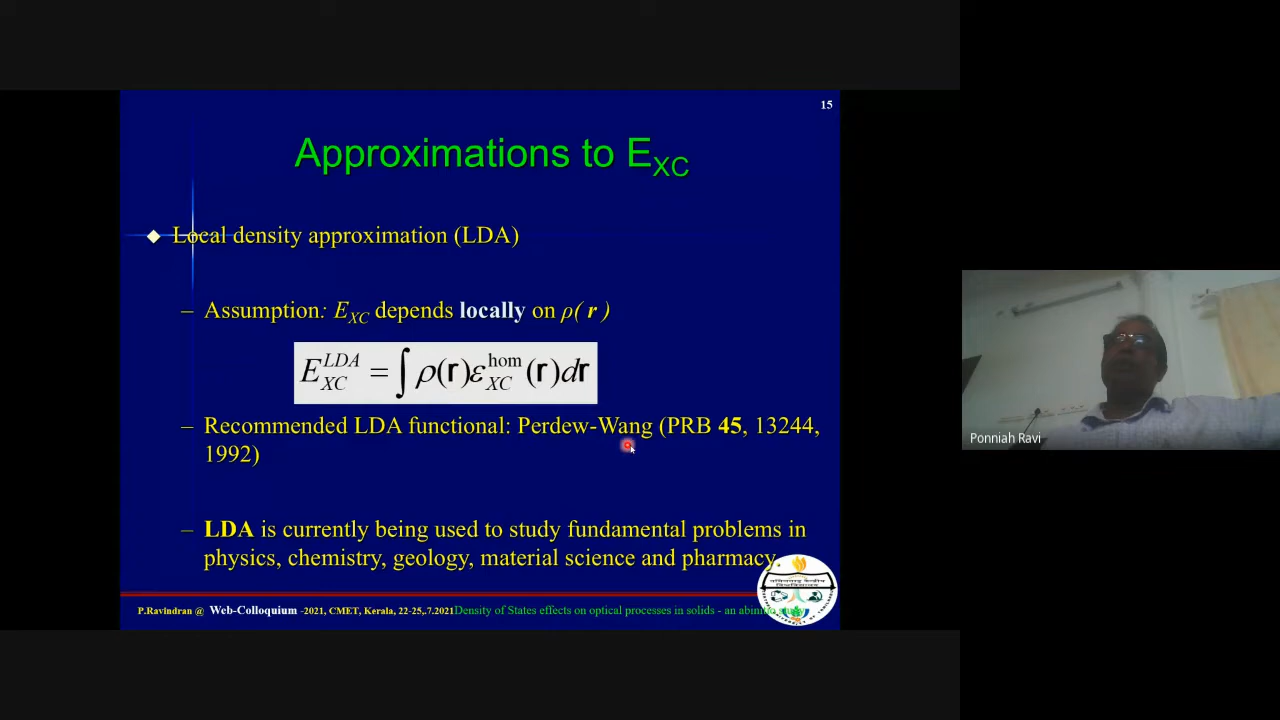 15
Approximations to E_XC
◆ Local density approximation (LDA)
– Assumption: E_XC depends locally on ρ( r )
E_XC^LDA = ∫ ρ(r)ε_XC^hom (r)dr
– Recommended LDA functional: Perdew-Wang (PRB 45, 13244,
1992)
– LDA is currently being used to study fundamental problems in
physics, chemistry, geology, material science and pharmacy.
P.Ravindran @ Web-Colloquium -2021, CMET, Kerala, 22-25,.7.2021 Density of States effects on optical processes in solids - an
Ponniah Ravi